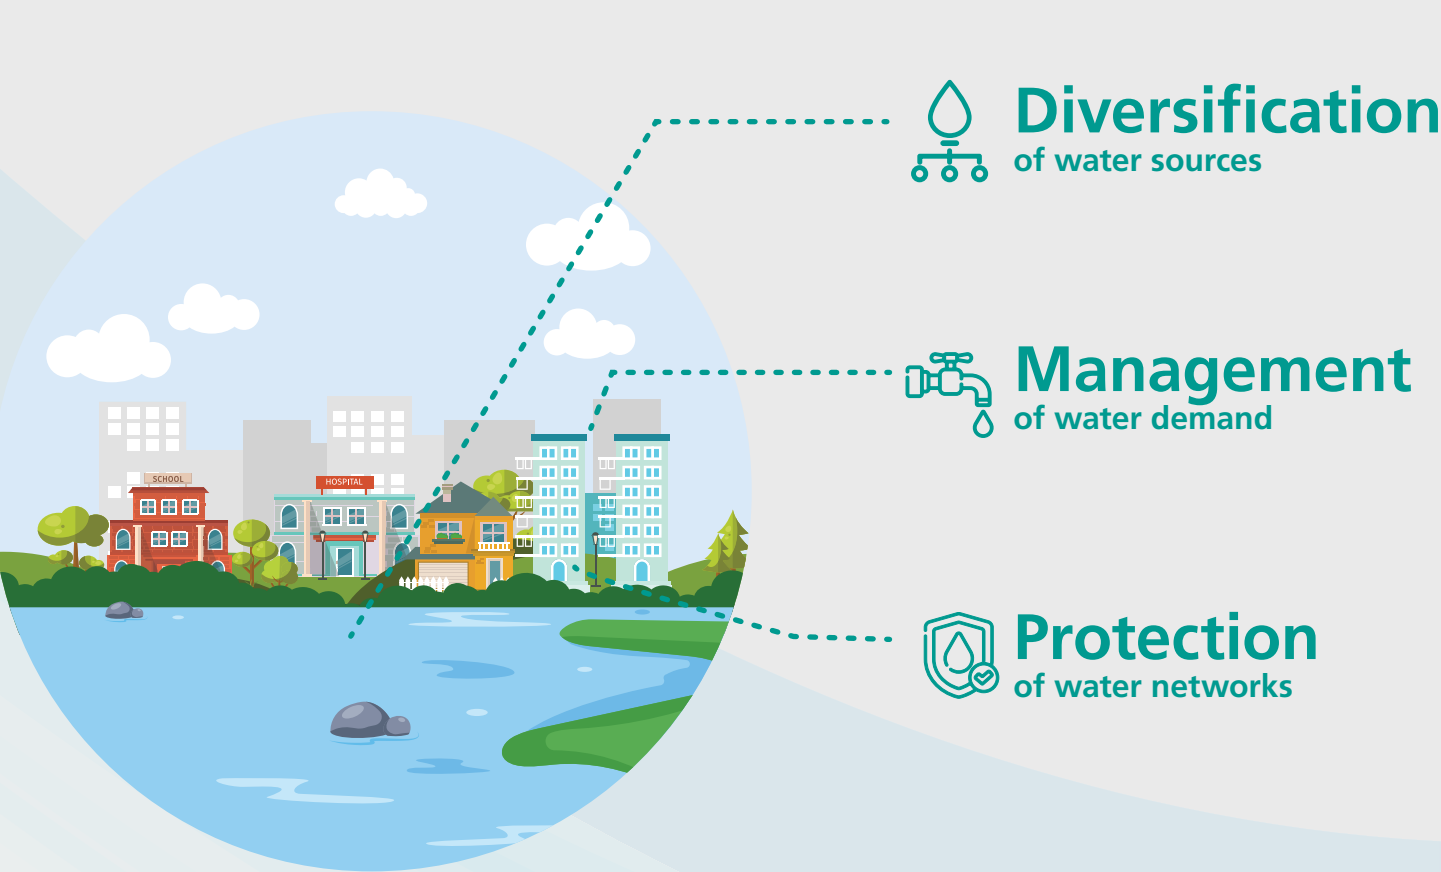 Diversification
of water sources
Management
of water demand
SCHOOL
HOSPITAL
Protection
of water networks